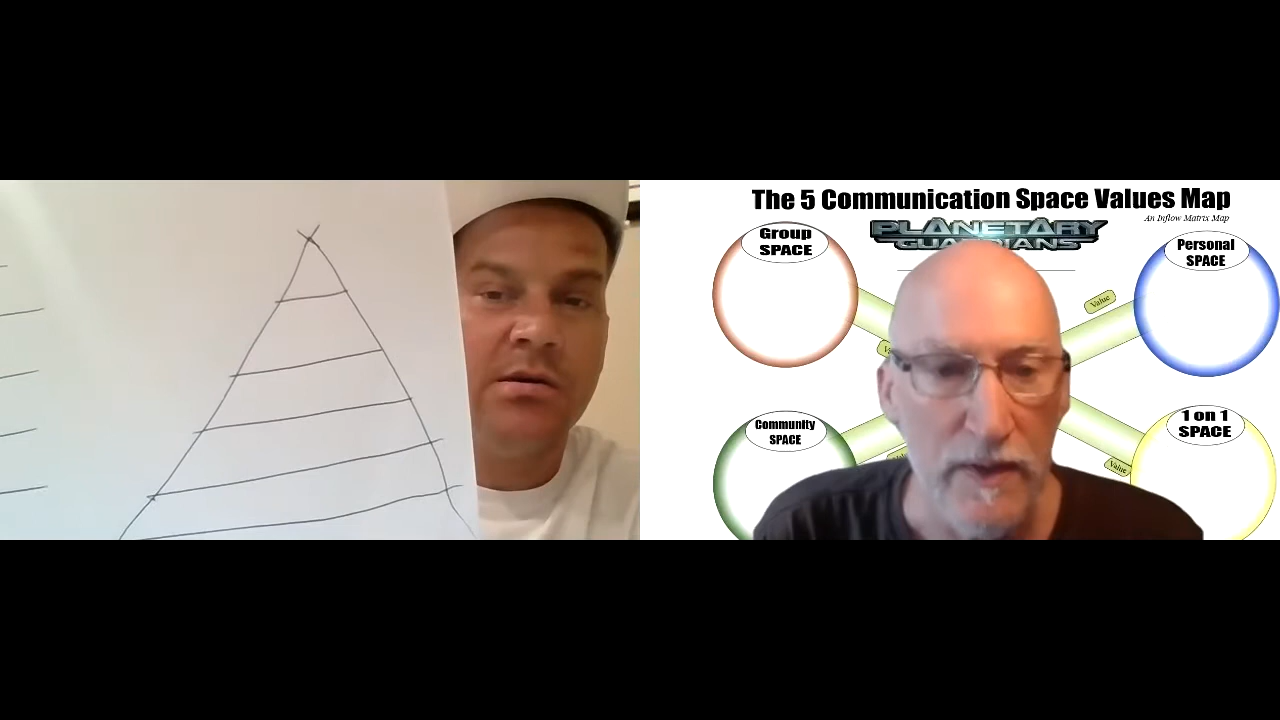 The 5 Communication Space Values Map
An Inflow Matrix Map
PLANETARY
GUARDIANS
Group
SPACE
Personal
SPACE
Value
Community
SPACE
1 on 1
SPACE
Value